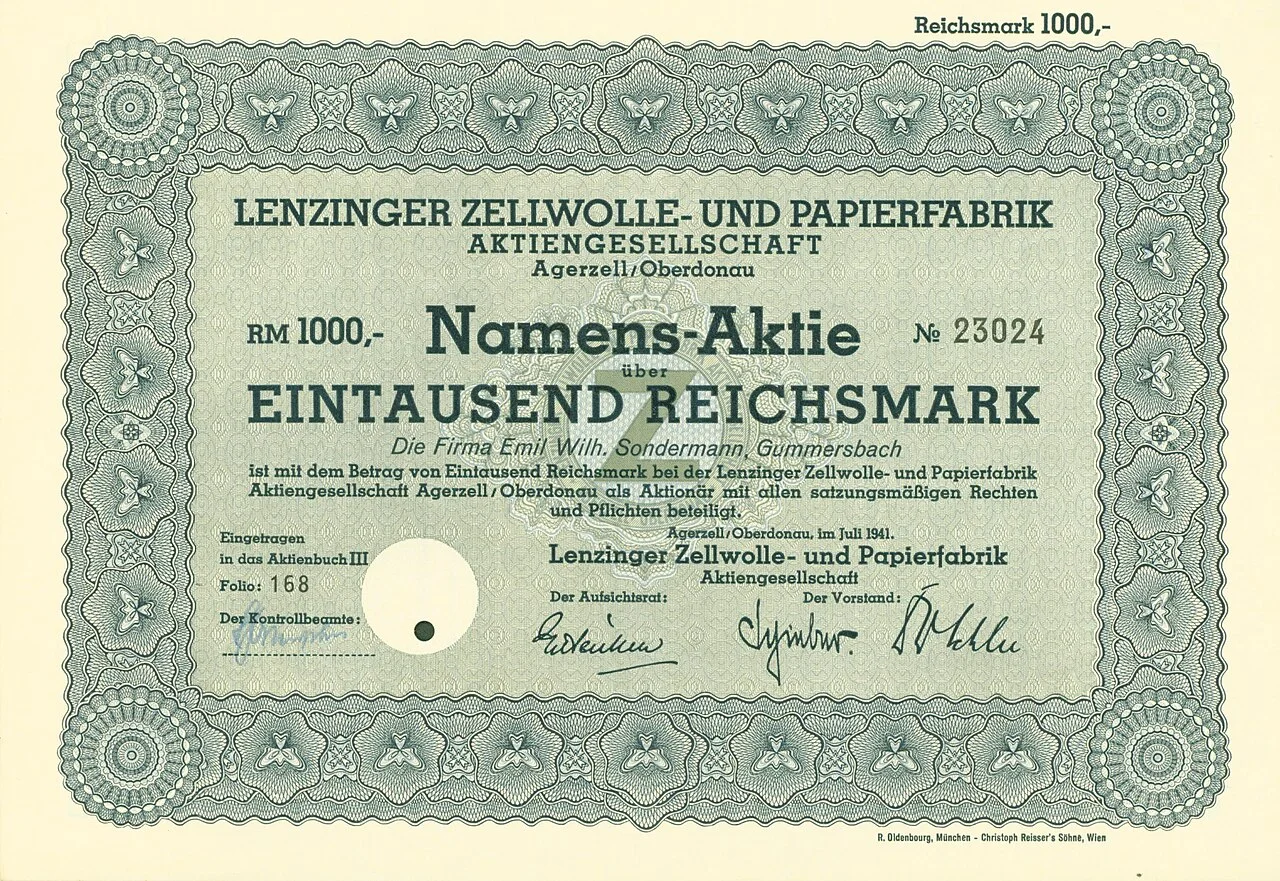 Reichsmark 1000,-
LENZINGER ZELLWOLLE- UND PAPIERFABRIK
AKTIENGESELLSCHAFT
Agerzell/Oberdonau
RM 1000,- Namens-Aktie № 23024
über
EINTAUSEND REICHSMARK
Die Firma Emil Wilh. Sondermann, Gummersbach
ist mit dem Betrag von Eintausend Reichsmark bei der Lenzinger Zellwolle- und Papierfabrik
Aktiengesellschaft Agerzell/Oberdonau als Aktionär mit allen satzungsmäßigen Rechten
und Pflichten beteiligt.
Eingetragen
in das Aktienbuch III
Folio: 168
Der Kontrollbeamte:
Agerzell/Oberdonau, im Juli 1941.
Lenzinger Zellwolle- und Papierfabrik
Aktiengesellschaft
Der Aufsichtsrat: Der Vorstand:
Z
R. Oldenbourg, München - Christoph Reisser's Söhne, Wien